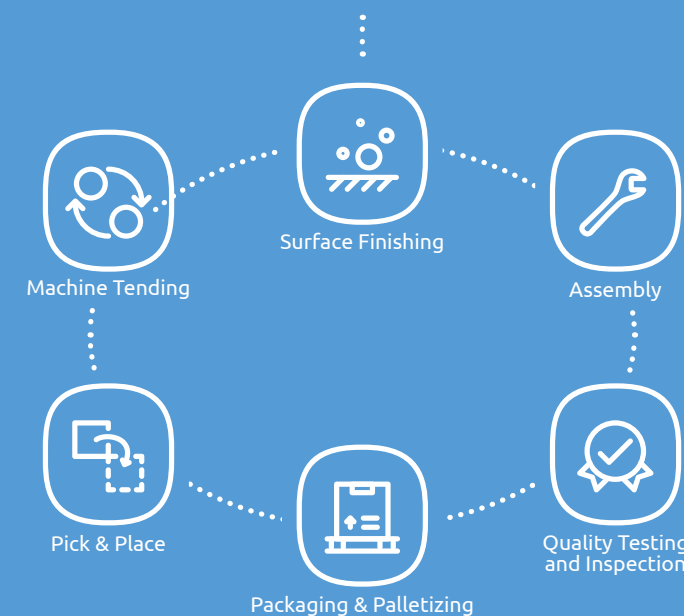 Surface Finishing
Machine Tending
Assembly
Pick & Place
Quality Testing
and Inspection
Packaging & Palletizing